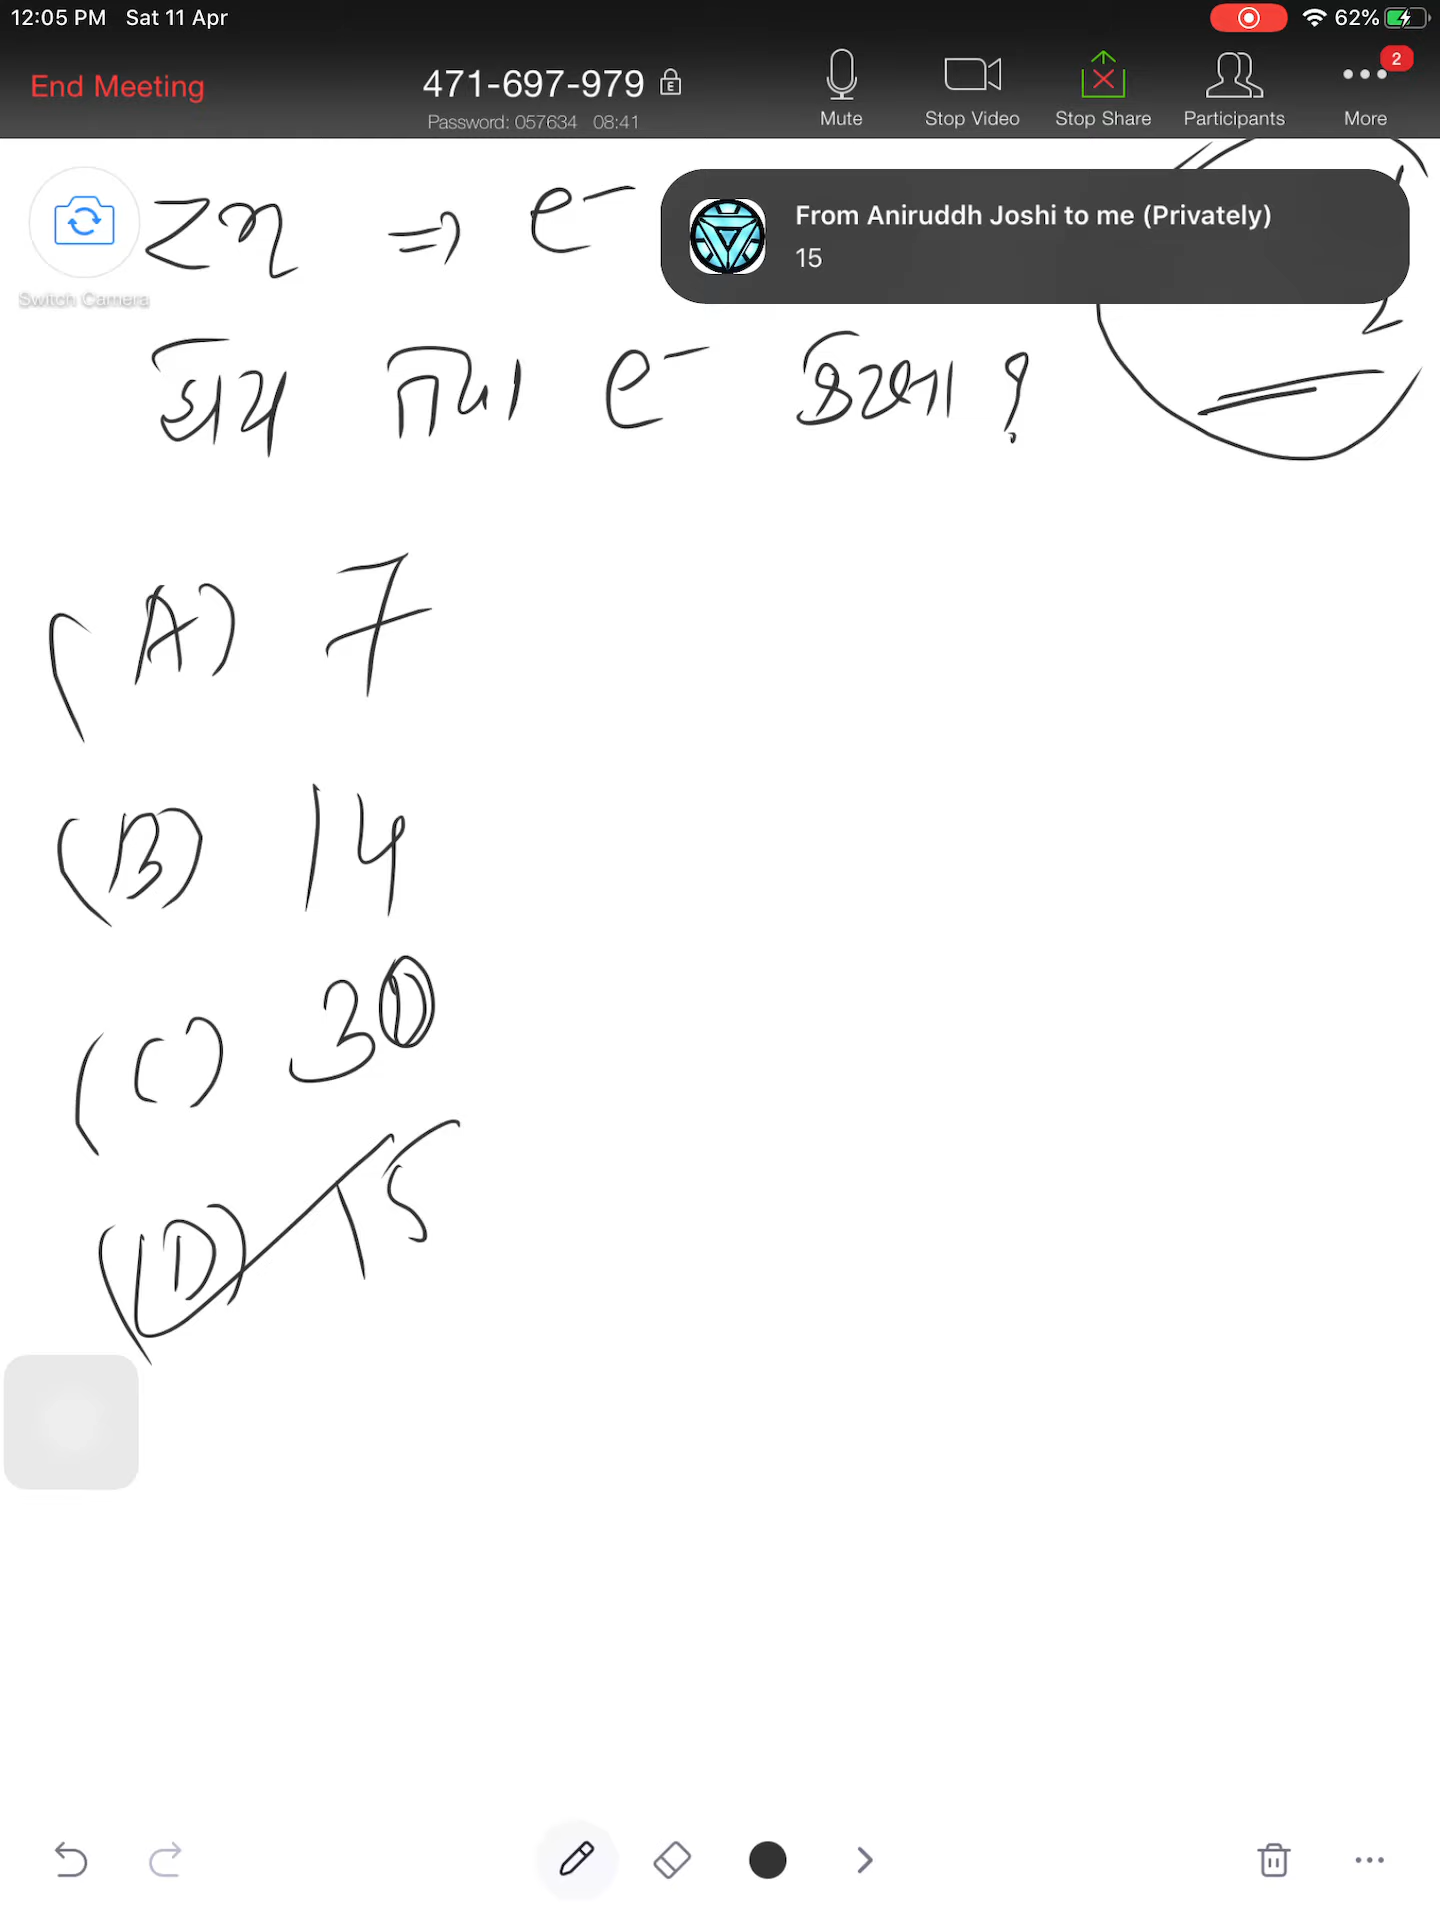 12:05 PM Sat 11 Apr 62%
End Meeting 471-697-979 Mute Stop Video Stop Share Participants 2 More
Password: 057634 08:41
Switch Camera
Zn ⇒ e⁻
From Aniruddh Joshi to me (Privately)
15
e⁻ ?
2
(A) 7
(B) 14
(C) 30
(D) 15